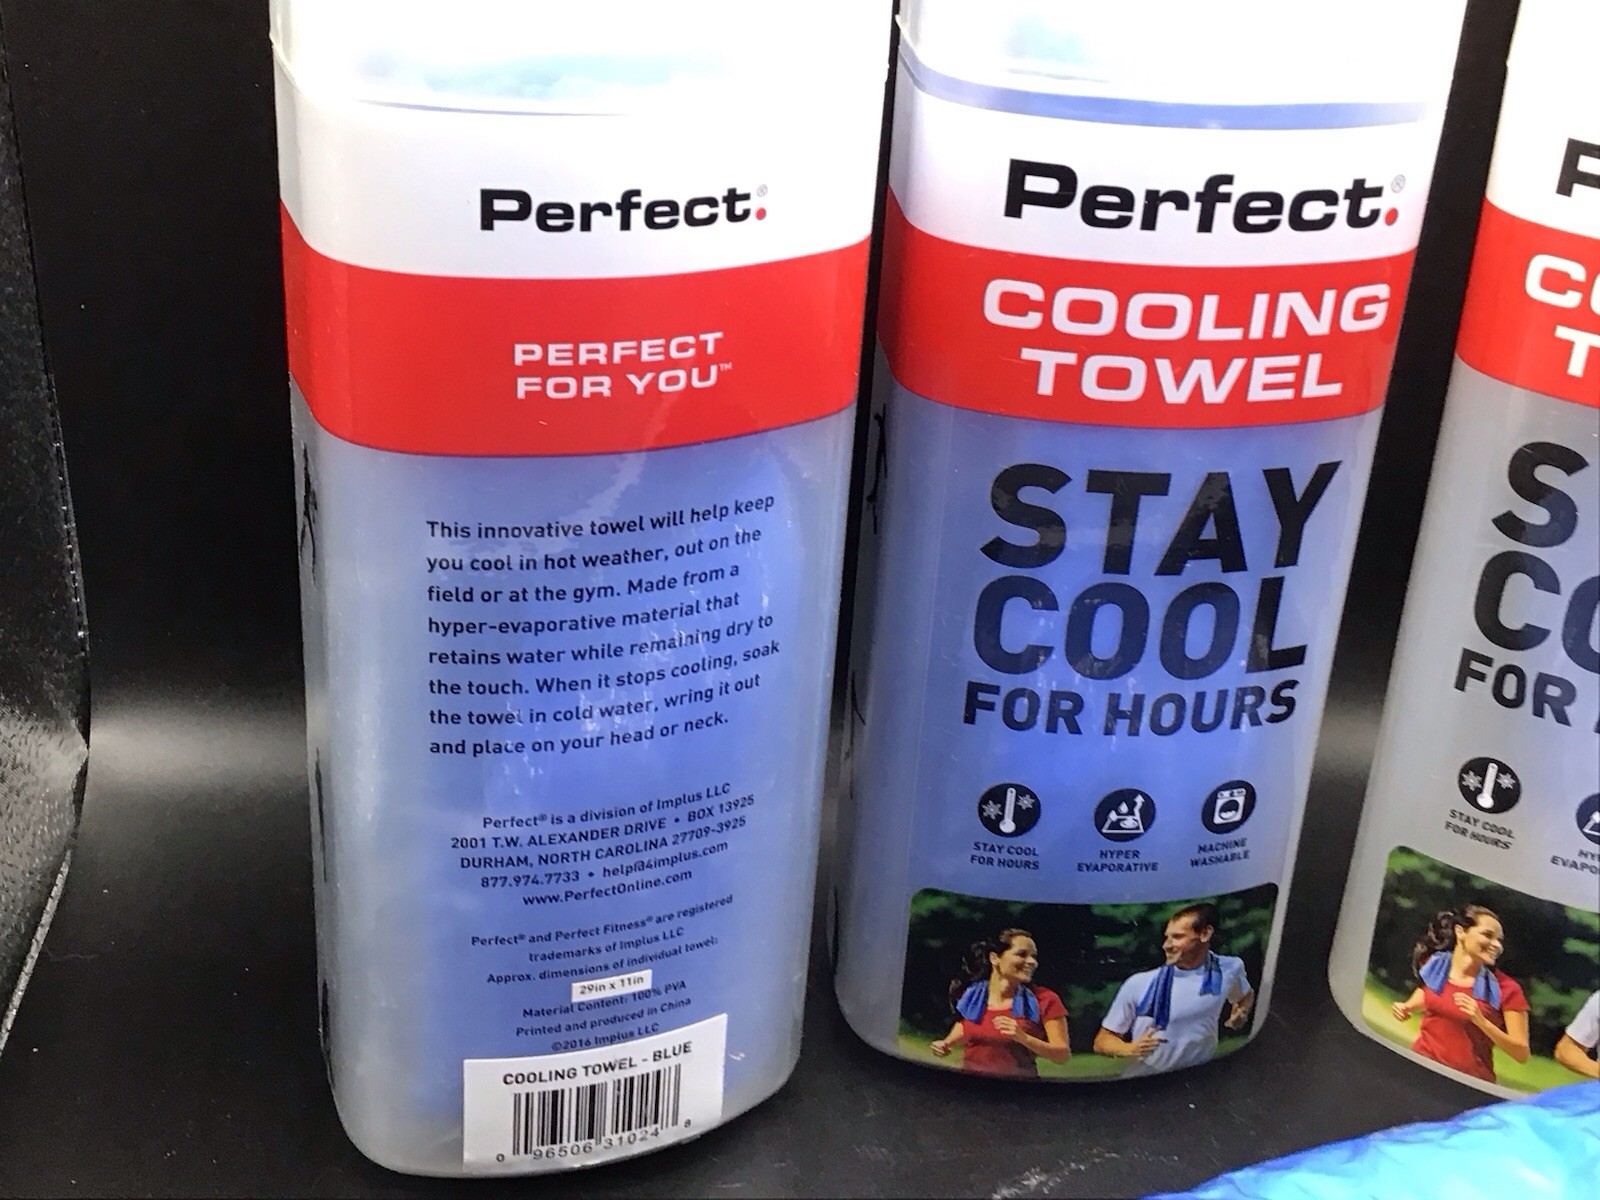 Perfect.®
PERFECT
FOR YOU™
This innovative towel will help keep
you cool in hot weather, out on the
field or at the gym. Made from a
hyper-evaporative material that
retains water while remaining dry to
the touch. When it stops cooling, soak
the towel in cold water, wring it out
and place on your head or neck.
Perfect® is a division of Implus LLC
2001 T.W. ALEXANDER DRIVE • BOX 13925
DURHAM, NORTH CAROLINA 27709-3925
877.974.7733 • help@4implus.com
www.PerfectOnline.com
Perfect® and Perfect Fitness® are registered
trademarks of Implus LLC
Approx. dimensions of individual towel:
29in x 11in
Material Content: 100% PVA
Printed and produced in China
©2016 Implus LLC
COOLING TOWEL - BLUE
0 96506 31024 8
Perfect.®
COOLING
TOWEL
STAY
COOL
FOR HOURS
STAY COOL
FOR HOURS
HYPER
EVAPORATIVE
MACHINE
WASHABLE
P
CO
T
S
CO
FOR
STAY COOL
FOR HOURS
HY
EVAPO